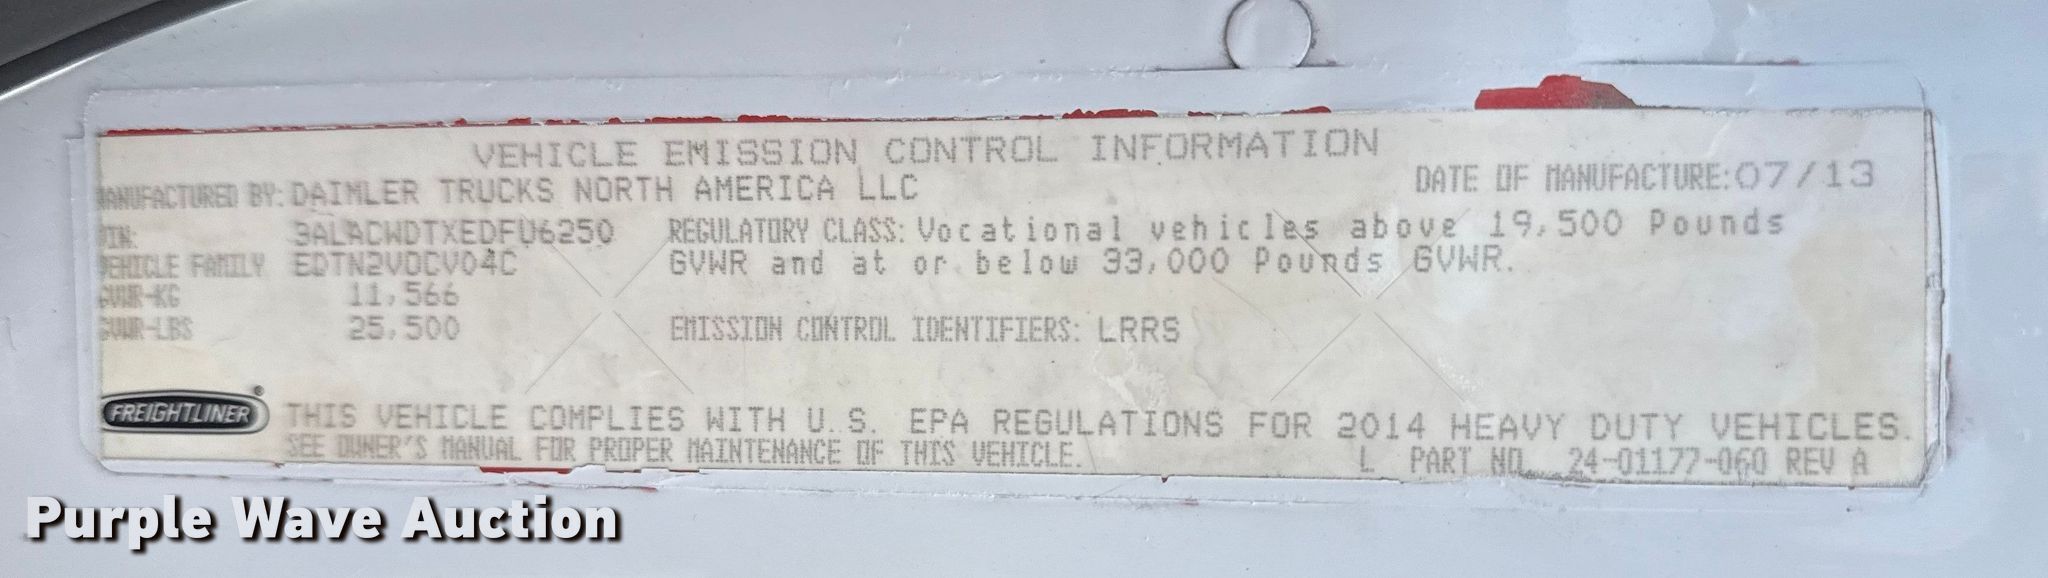 VEHICLE EMISSION CONTROL INFORMATION
MANUFACTURED BY: DAIMLER TRUCKS NORTH AMERICA LLC DATE OF MANUFACTURE: 07/13
VIN: 3ALACWDTXEDFU6250 REGULATORY CLASS: Vocational vehicles above 19,500 Pounds
VEHICLE FAMILY EDTN2VOCV04C GVWR and at or below 33,000 Pounds GVWR.
GVWR-KG 11,566
GVWR-LBS 25,500 EMISSION CONTROL IDENTIFIERS: LRRS
FREIGHTLINER® THIS VEHICLE COMPLIES WITH U.S. EPA REGULATIONS FOR 2014 HEAVY DUTY VEHICLES.
SEE OWNER'S MANUAL FOR PROPER MAINTENANCE OF THIS VEHICLE. L PART NO. 24-01177-060 REV A
Purple Wave Auction